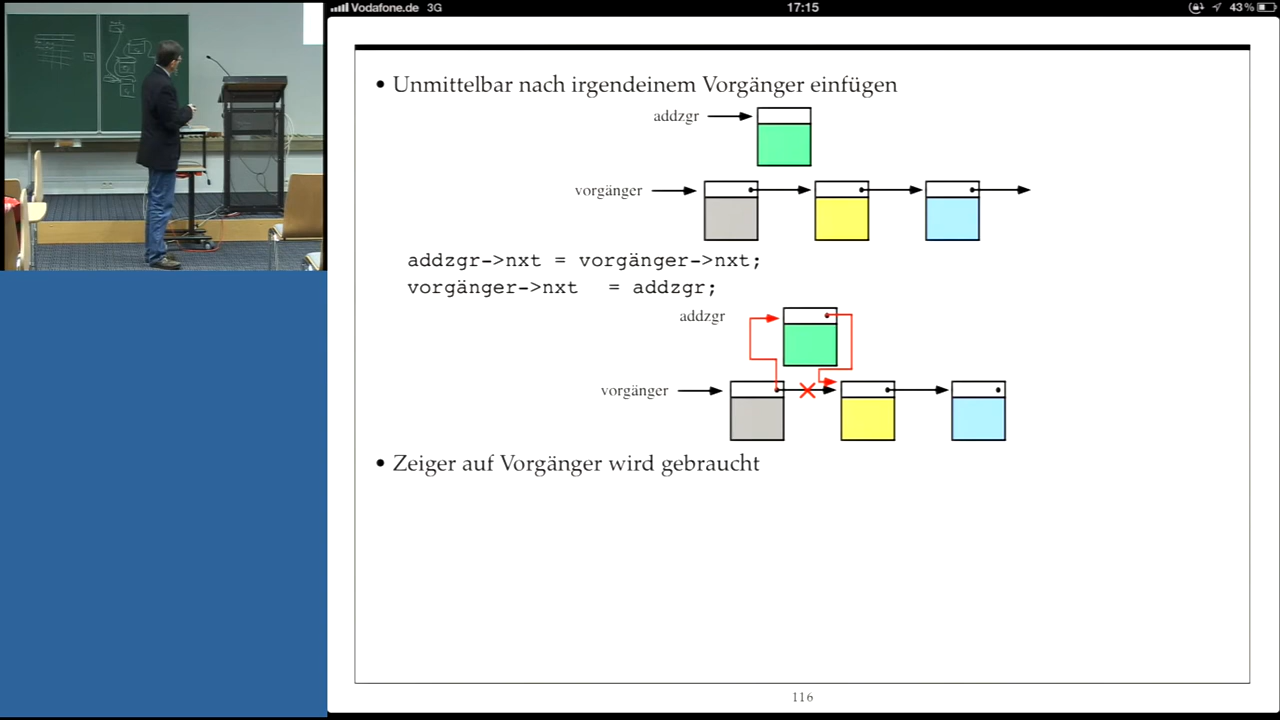 Vodafone.de 3G 17:15 43 %
• Unmittelbar nach irgendeinem Vorgänger einfügen
addzgr
vorgänger
addzgr->nxt = vorgänger->nxt;
vorgänger->nxt = addzgr;
addzgr
vorgänger
• Zeiger auf Vorgänger wird gebraucht
116